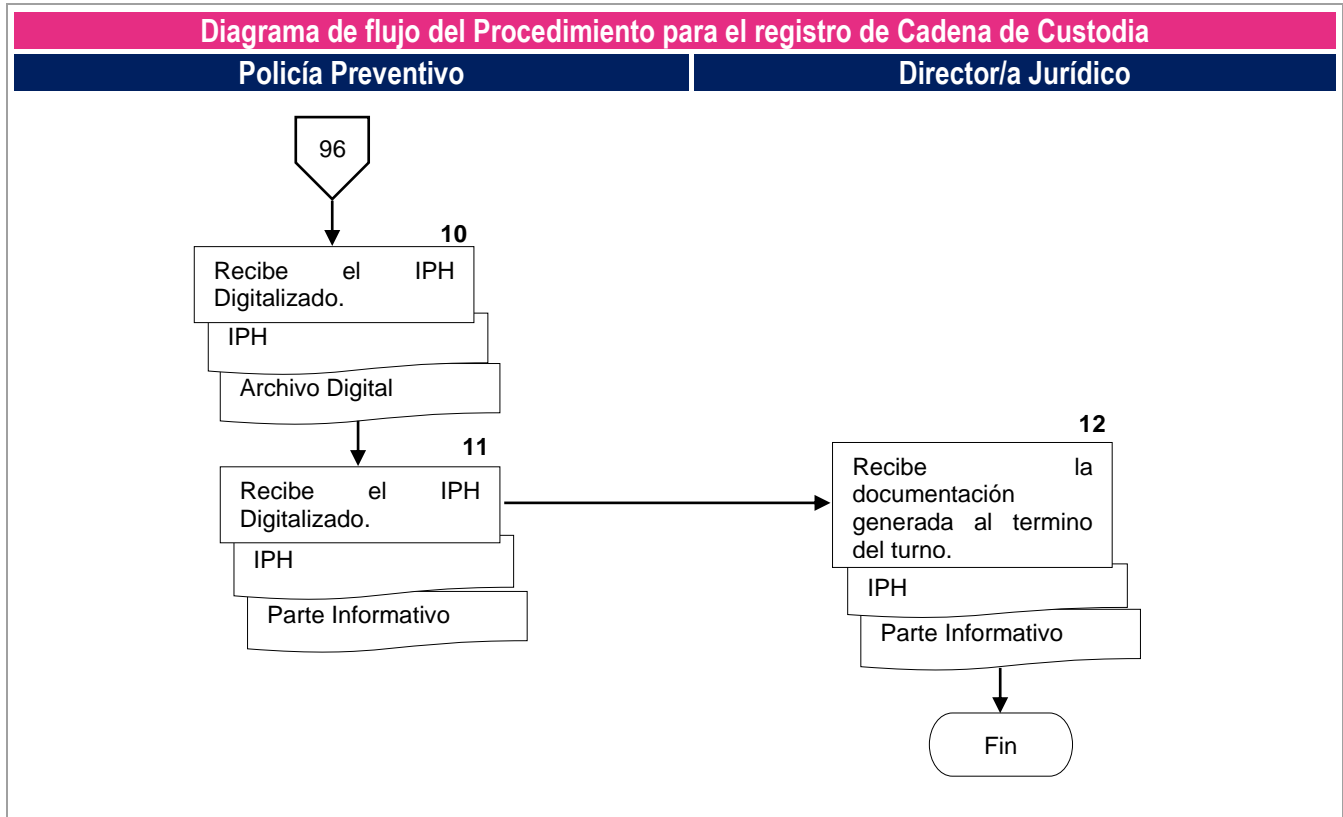 Diagrama de flujo del Procedimiento para el registro de Cadena de Custodia
Policía Preventivo
Director/a Jurídico
96
10
Recibe el IPH
Digitalizado.
IPH
Archivo Digital
11
Recibe el IPH
Digitalizado.
IPH
Parte Informativo
12
Recibe la
documentación
generada al termino
del turno.
IPH
Parte Informativo
Fin